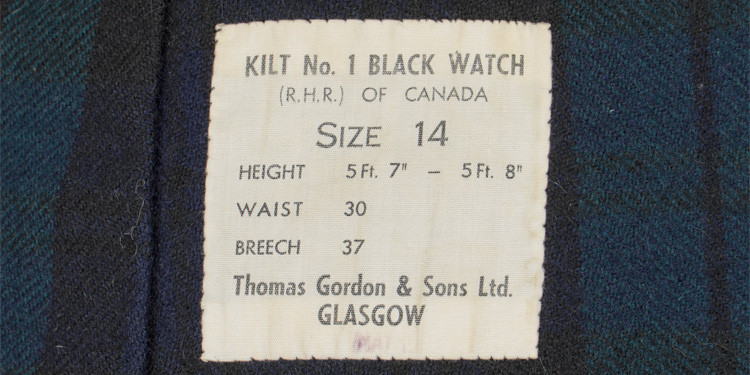 KILT No. 1 BLACK WATCH
(R.H.R.) OF CANADA
SIZE 14
HEIGHT 5 Ft. 7" – 5 Ft. 8"
WAIST 30
BREECH 37
Thomas Gordon & Sons Ltd.
GLASGOW